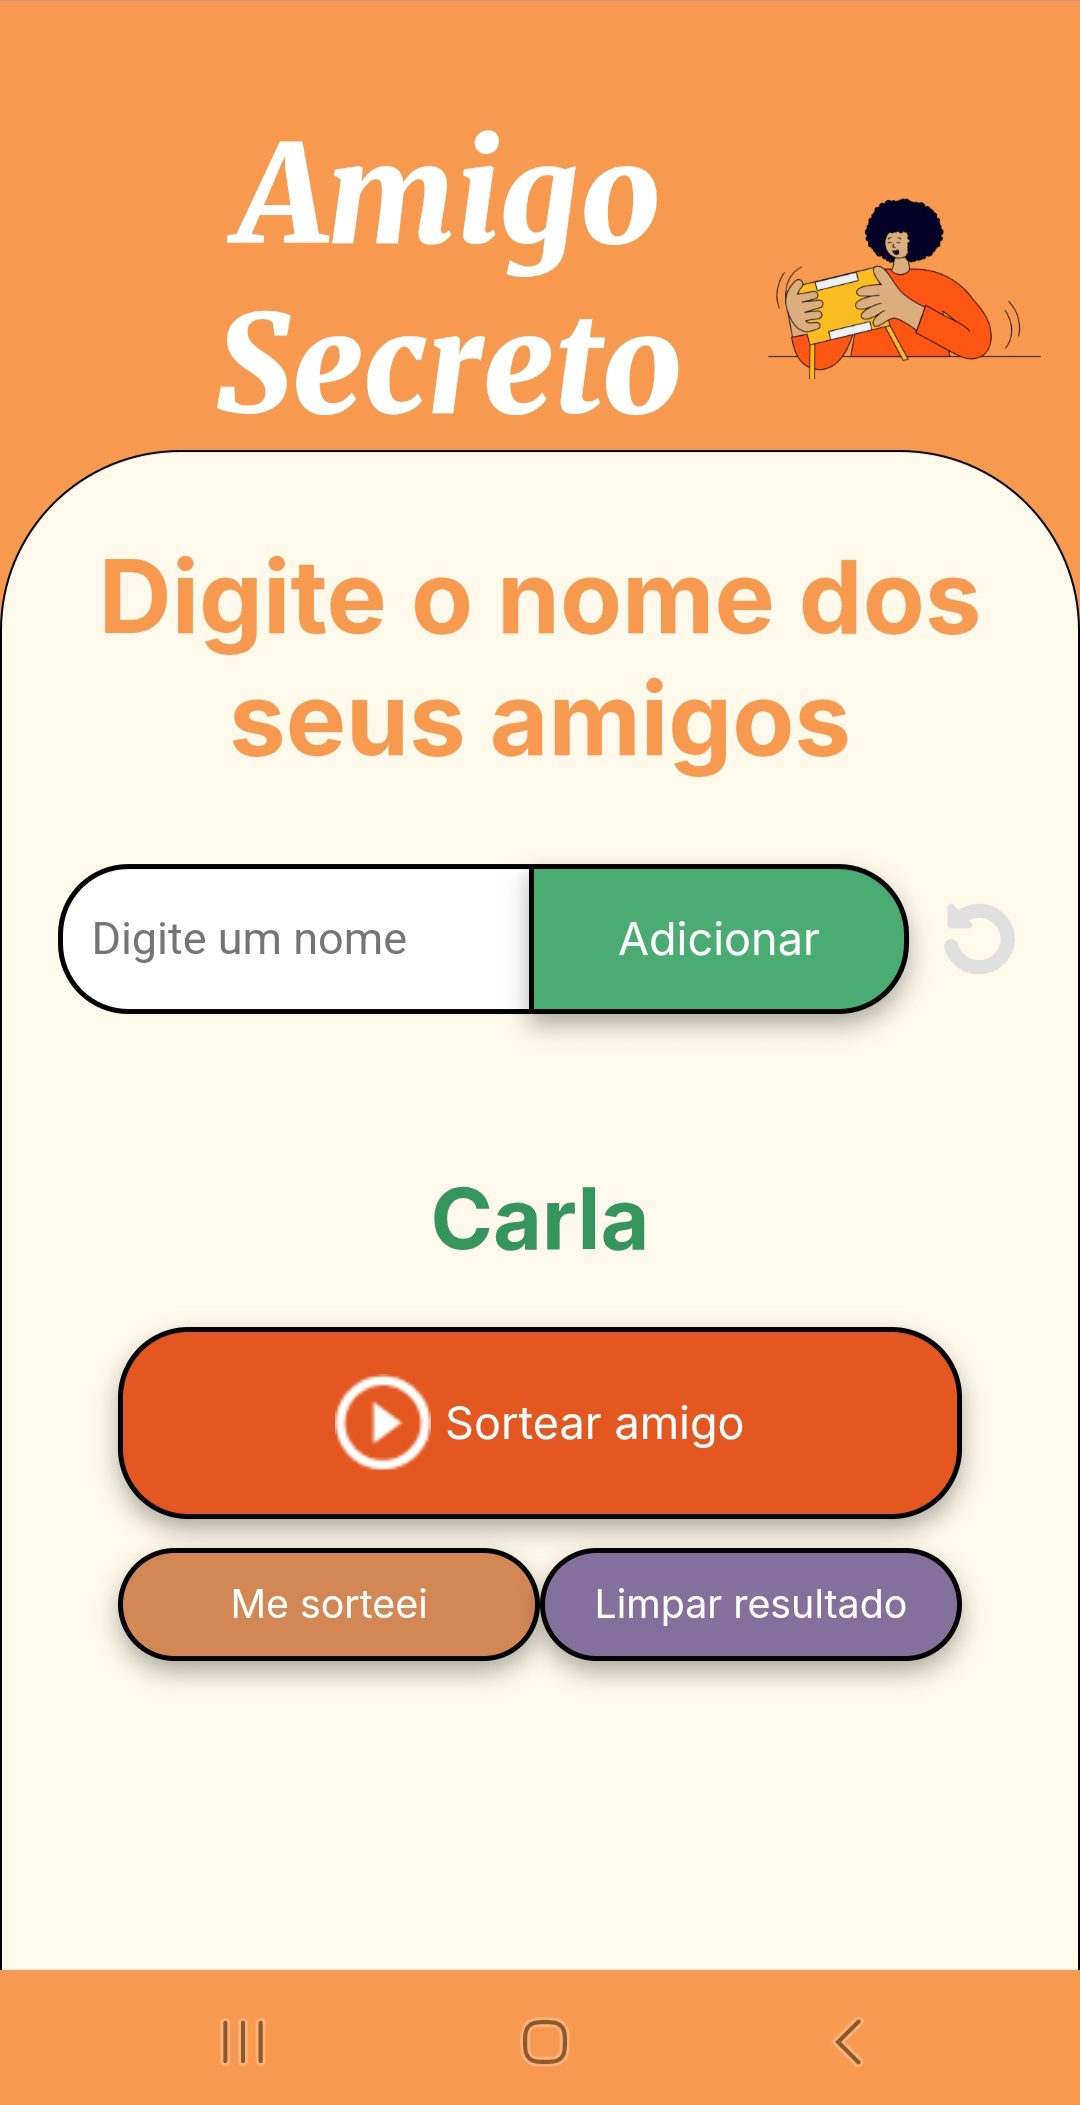 Amigo
Secreto
Digite o nome dos
seus amigos
Digite um nome
Adicionar
Carla
Sortear amigo
Me sorteei
Limpar resultado